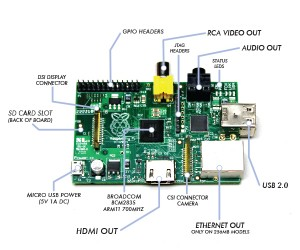 GPIO HEADERS
RCA VIDEO OUT
JTAG
HEADERS
AUDIO OUT
STATUS
LEDS
DSI DISPLAY
CONNECTOR
SD CARD SLOT
(BACK OF BOARD)
MICRO USB POWER
(5V 1A DC)
BROADCOM
BCM2835
ARM11 700MHZ
HDMI OUT
CSI CONNECTOR
CAMERA
USB 2.0
ETHERNET OUT
(ONLY ON 256MB MODELS)